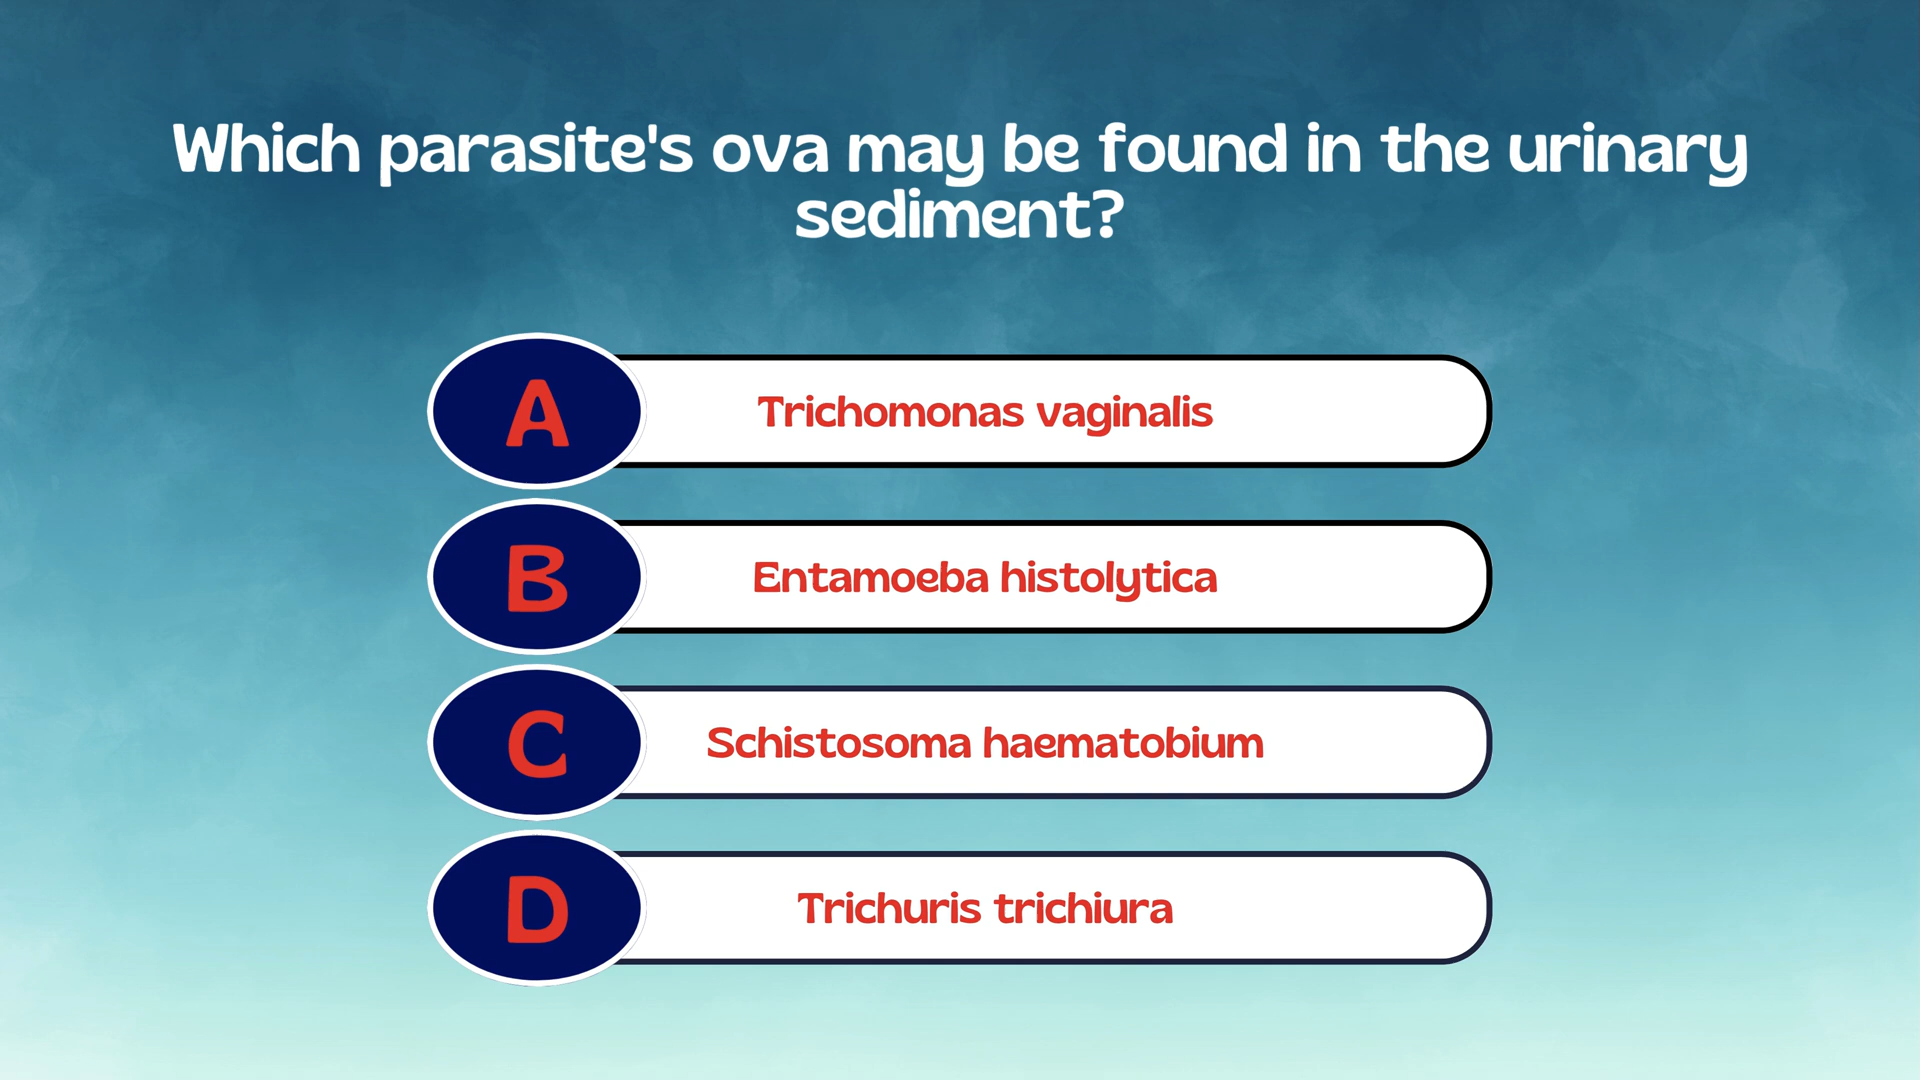 Which parasite's ova may be found in the urinary
sediment?
A
Trichomonas vaginalis
B
Entamoeba histolytica
C
Schistosoma haematobium
D
Trichuris trichiura